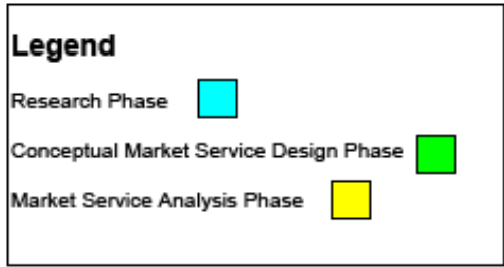 Legend
Research Phase
Conceptual Market Service Design Phase
Market Service Analysis Phase